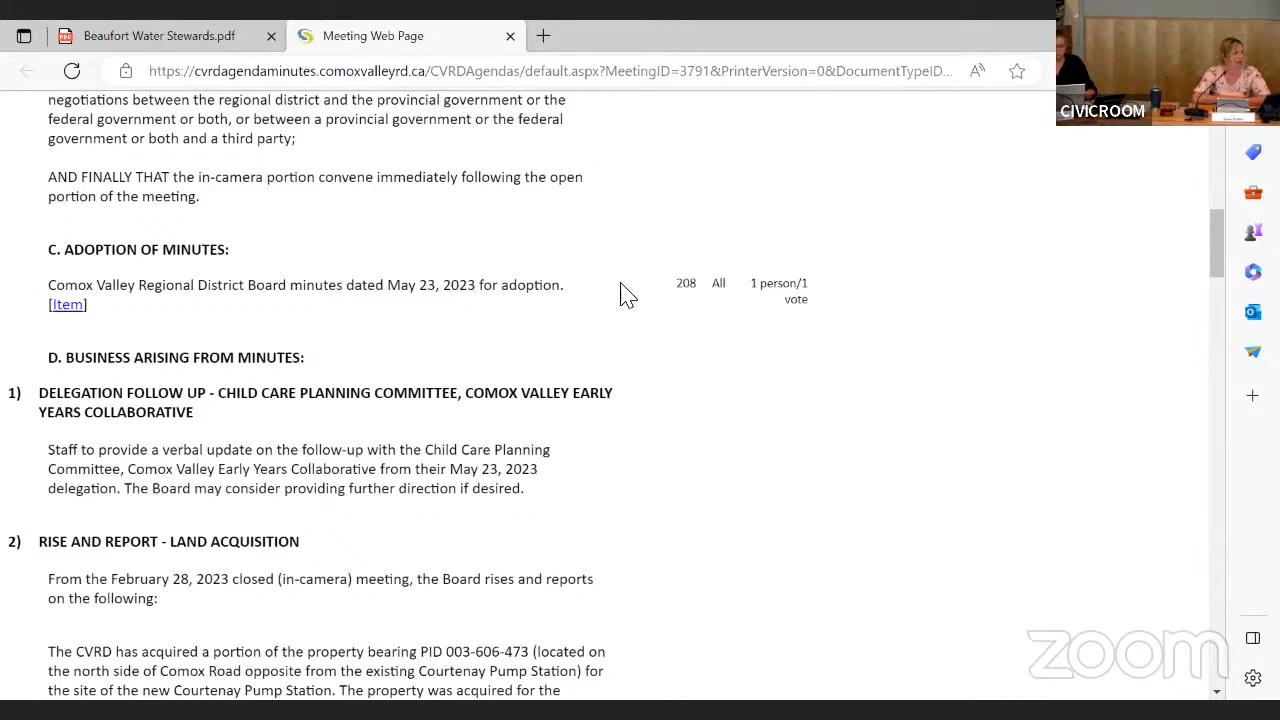 Beaufort Water Stewards.pdf
Meeting Web Page
https://cvrdagendaminutes.comoxvalleyrd.ca/CVRDAgendas/default.aspx?MeetingID=3791&PrinterVersion=0&DocumentTypeID...
CIVICROOM
negotiations between the regional district and the provincial government or the
federal government or both, or between a provincial government or the federal
government or both and a third party;
AND FINALLY THAT the in-camera portion convene immediately following the open
portion of the meeting.
C. ADOPTION OF MINUTES:
Comox Valley Regional District Board minutes dated May 23, 2023 for adoption.
[Item]
208 All 1 person/1
vote
D. BUSINESS ARISING FROM MINUTES:
1) DELEGATION FOLLOW UP - CHILD CARE PLANNING COMMITTEE, COMOX VALLEY EARLY
YEARS COLLABORATIVE
Staff to provide a verbal update on the follow-up with the Child Care Planning
Committee, Comox Valley Early Years Collaborative from their May 23, 2023
delegation. The Board may consider providing further direction if desired.
2) RISE AND REPORT - LAND ACQUISITION
From the February 28, 2023 closed (in-camera) meeting, the Board rises and reports
on the following:
The CVRD has acquired a portion of the property bearing PID 003-606-473 (located on
the north side of Comox Road opposite from the existing Courtenay Pump Station) for
the site of the new Courtenay Pump Station. The property was acquired for the
zoom